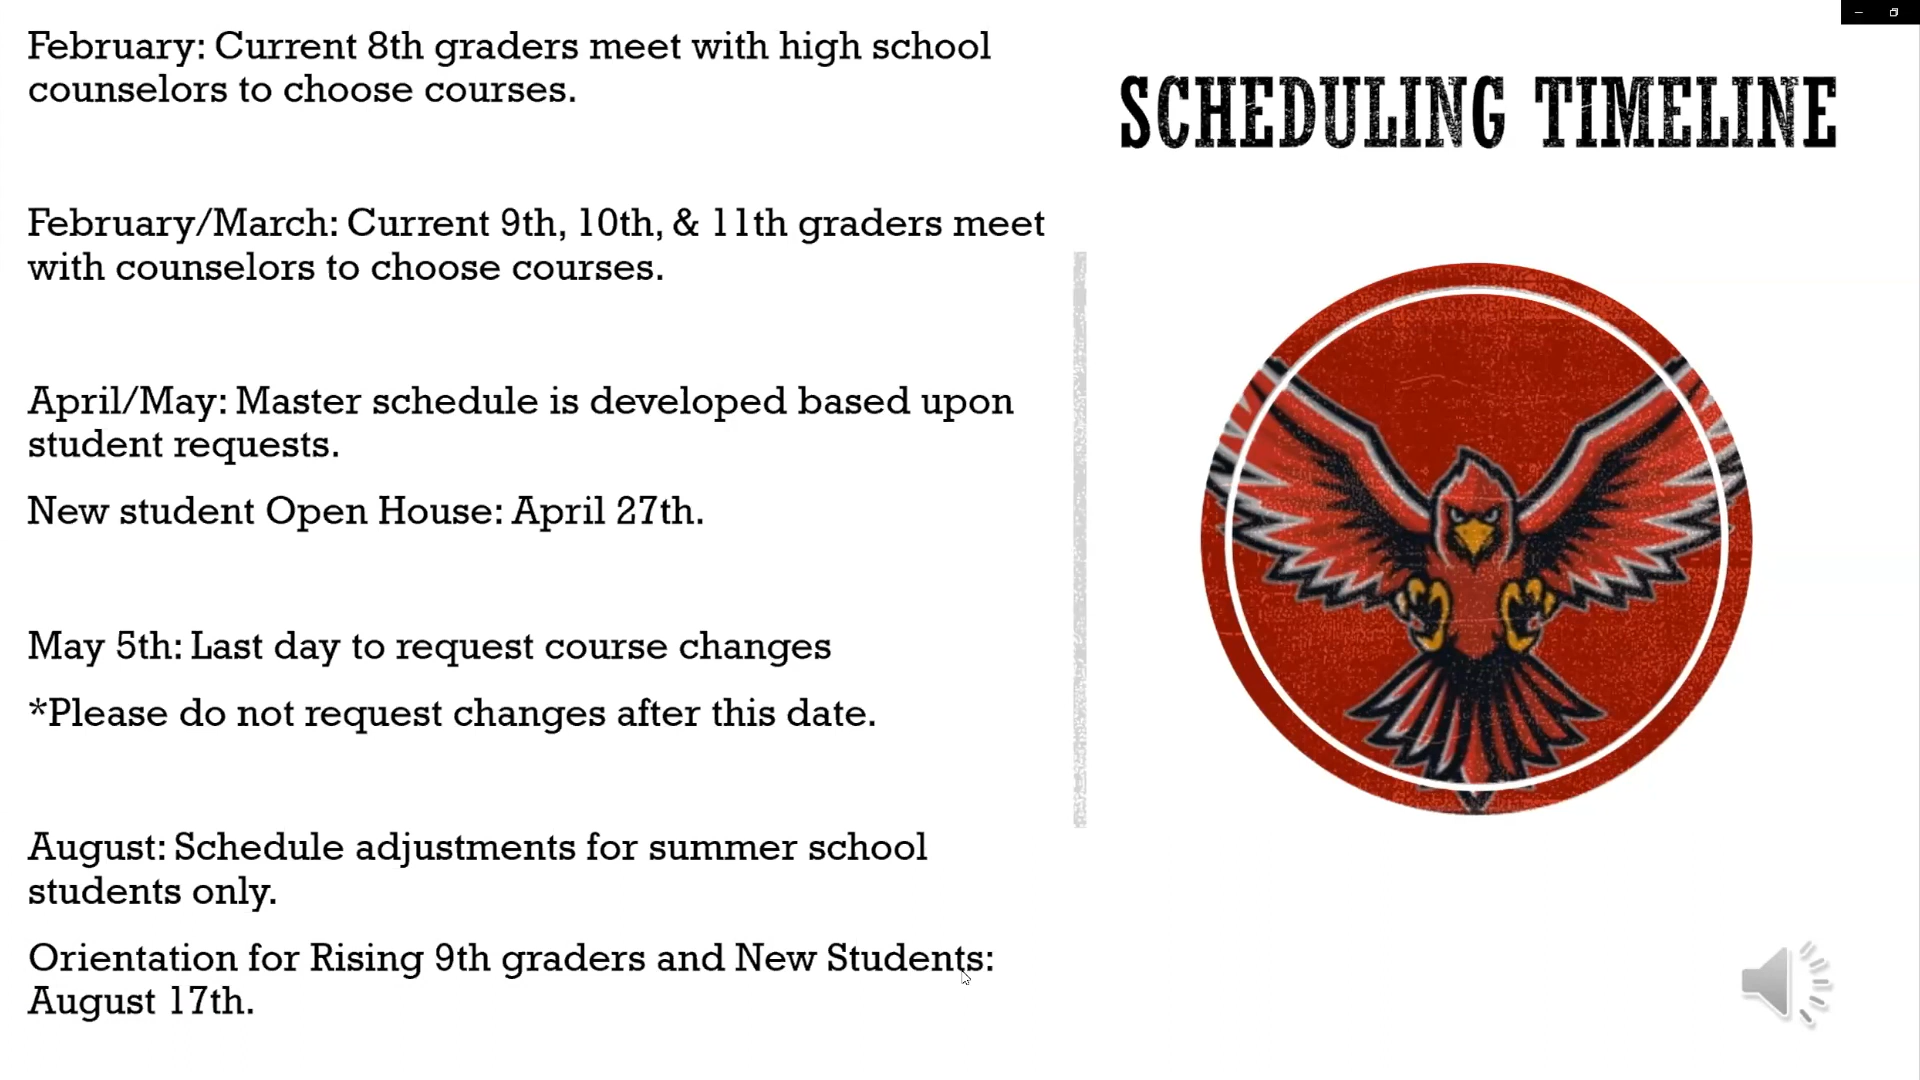 February: Current 8th graders meet with high school
counselors to choose courses.
February/March: Current 9th, 10th, & 11th graders meet
with counselors to choose courses.
April/May: Master schedule is developed based upon
student requests.
New student Open House: April 27th.
May 5th: Last day to request course changes
*Please do not request changes after this date.
August: Schedule adjustments for summer school
students only.
Orientation for Rising 9th graders and New Students:
August 17th.
SCHEDULING TIMELINE